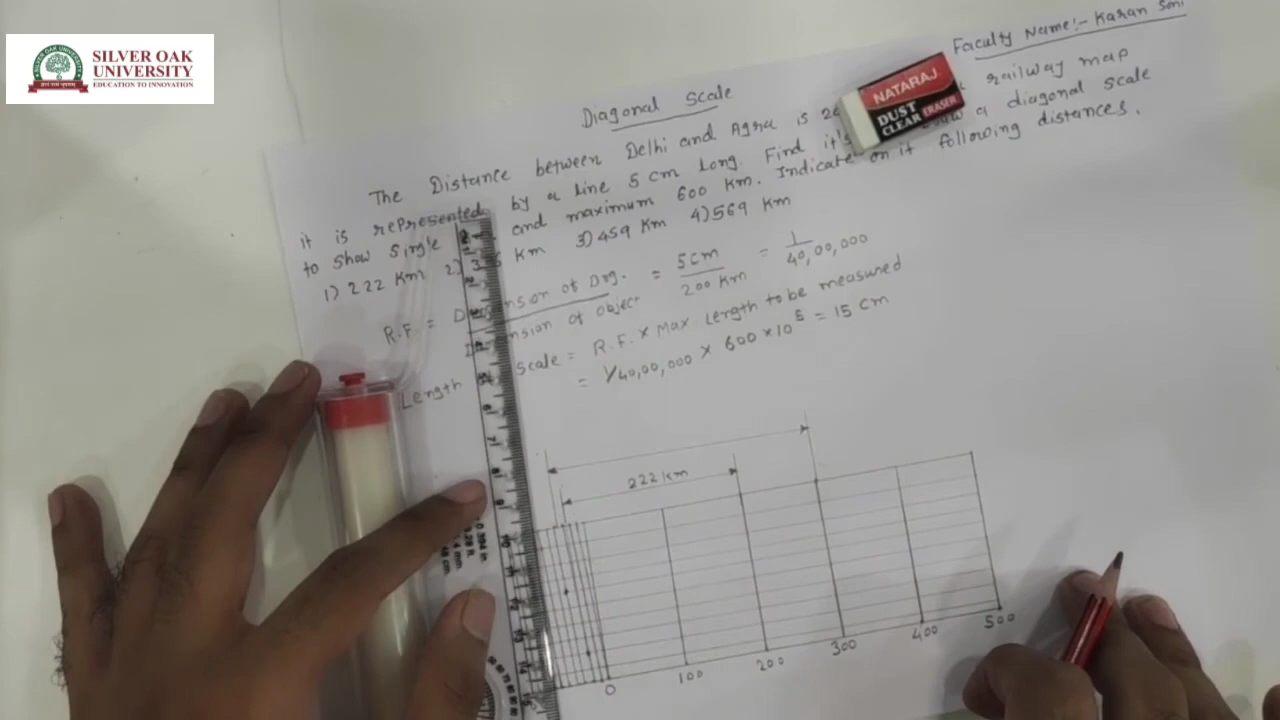 SILVER OAK
UNIVERSITY
EDUCATION TO INNOVATION
Faculty Name:- Karan Soni
Diagonal Scale
NATARAJ
DUST
CLEAR ERASER
The Distance between Delhi and Agra is railway map
it is represented by a line 5 cm long. Find it's a diagonal scale
to show single and maximum 600 km. Indicate on it following distances.
1) 222 km 2) km 3) 459 km 4) 569 km
R.F. = of Drg. = 5cm = 1
of object 200 km 40,00,000
Length Scale = R.F. × Max Length to be measured
= 1/40,00,000 × 600 × 10⁵ = 15 cm
222 km
0 100 200 300 400 500